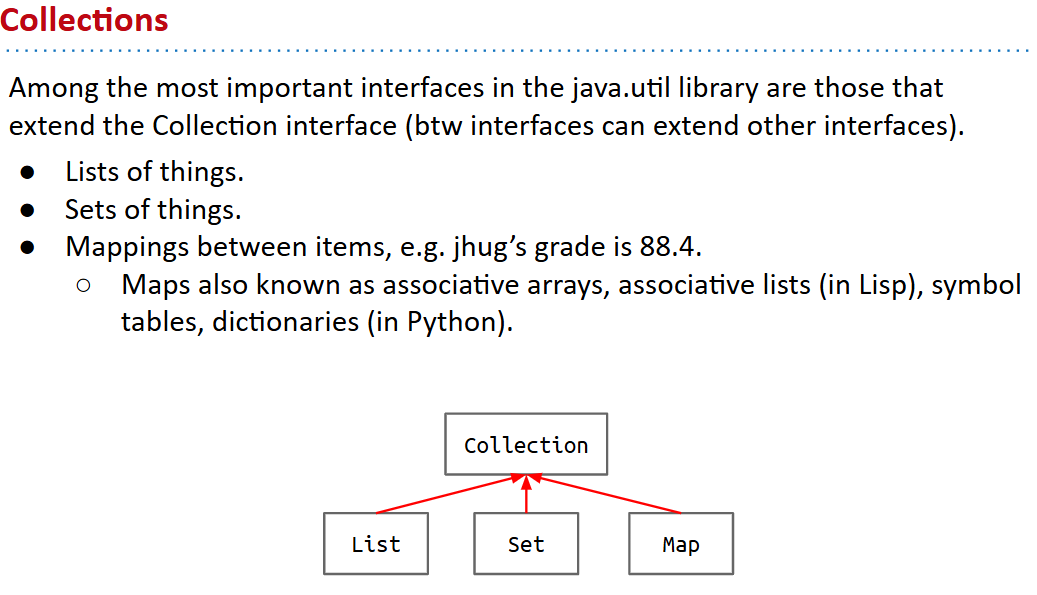 Collections
Among the most important interfaces in the java.util library are those that
extend the Collection interface (btw interfaces can extend other interfaces).
● Lists of things.
● Sets of things.
● Mappings between items, e.g. jhug’s grade is 88.4.
○ Maps also known as associative arrays, associative lists (in Lisp), symbol
tables, dictionaries (in Python).
Collection
List
Set
Map